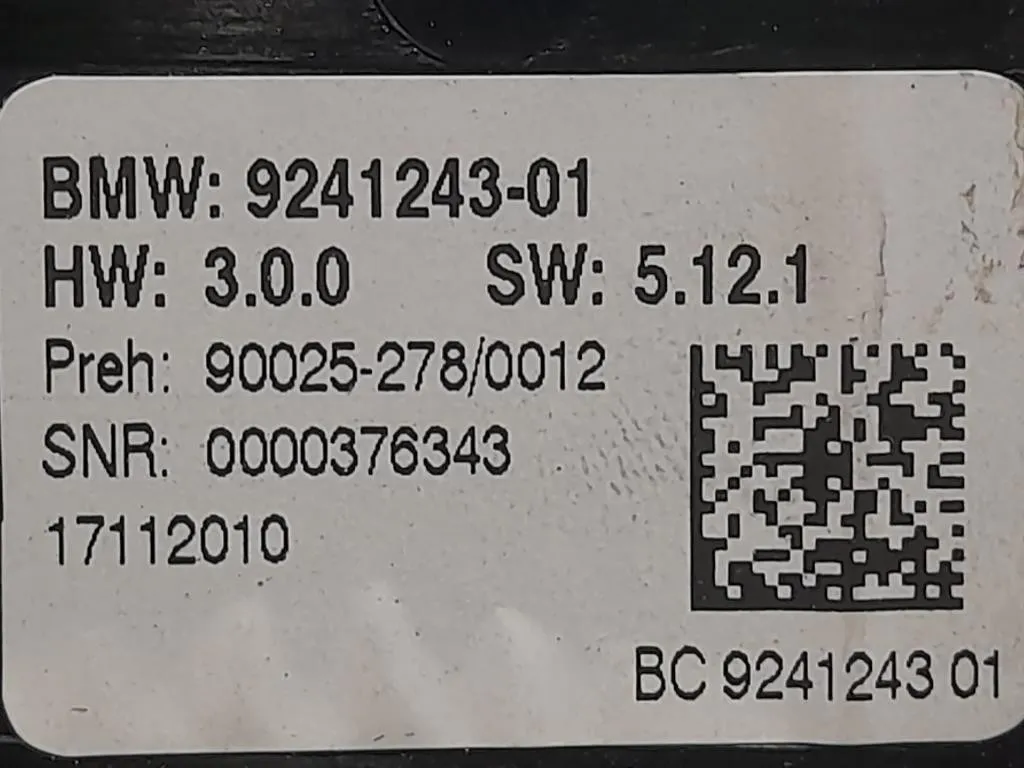 BMW: 9241243-01
HW: 3.0.0 SW: 5.12.1
Preh: 90025-278/0012
SNR: 0000376343
17112010
BC 9241243 01